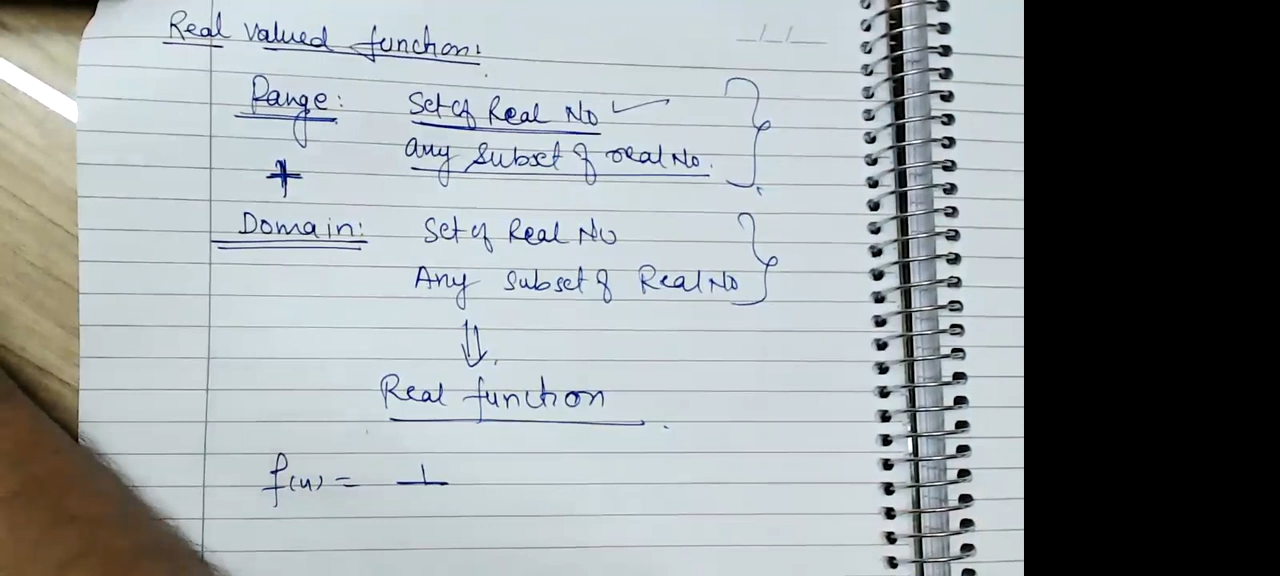 Real valued function:
Range: Set of Real No
any Subset of real No.
+
Domain: Set of Real No
Any Subset of Real No
⇓
Real function
f(x) = 1